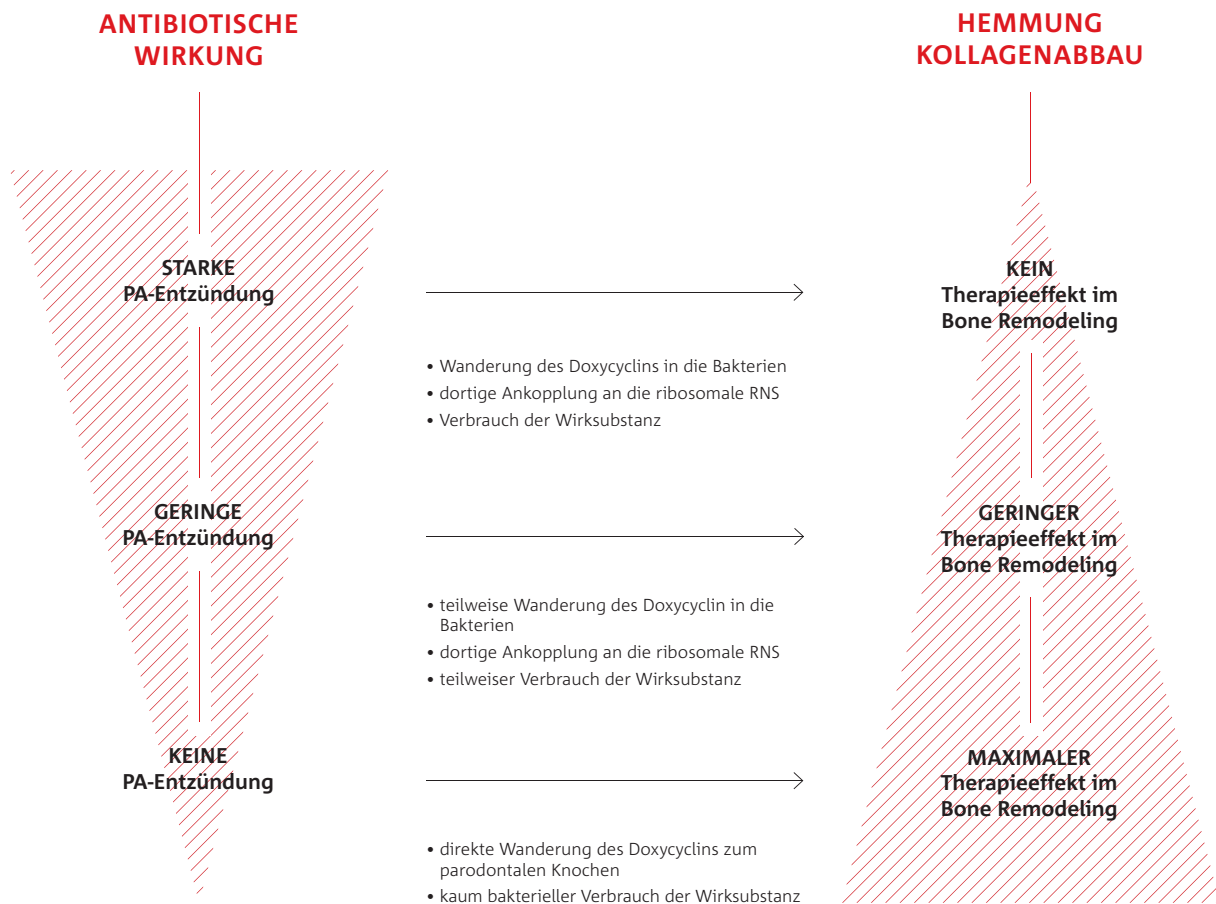 ANTIBIOTISCHE
WIRKUNG
HEMMUNG
KOLLAGENABBAU
STARKE
PA-Entzündung
KEIN
Therapieeffekt im
Bone Remodeling
• Wanderung des Doxycyclins in die Bakterien
• dortige Ankopplung an die ribosomale RNS
• Verbrauch der Wirksubstanz
GERINGE
PA-Entzündung
GERINGER
Therapieeffekt im
Bone Remodeling
• teilweise Wanderung des Doxycyclin in die
Bakterien
• dortige Ankopplung an die ribosomale RNS
• teilweiser Verbrauch der Wirksubstanz
KEINE
PA-Entzündung
MAXIMALER
Therapieeffekt im
Bone Remodeling
• direkte Wanderung des Doxycyclins zum
parodontalen Knochen
• kaum bakterieller Verbrauch der Wirksubstanz